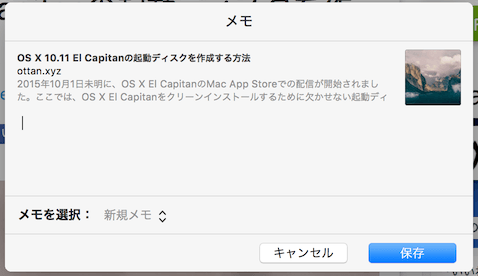 メモ
OS X 10.11 El Capitanの起動ディスクを作成する方法
ottan.xyz
2015年10月1日未明に、OS X El CapitanのMac App Storeでの配信が開始されまし
た。ここでは、OS X El Capitanをクリーンインストールするために欠かせない起動ディ
メモを選択： 新規メモ
キャンセル 保存